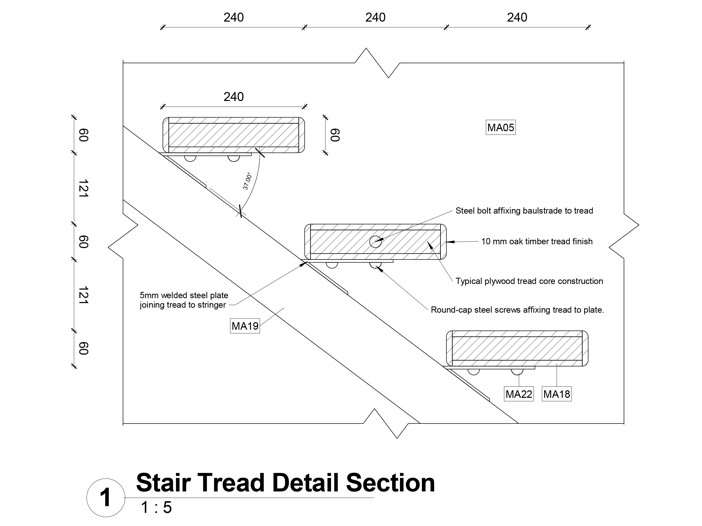 240
240
240
240
60
60
121
60
121
60
37.00°
MA05
Steel bolt affixing baulstrade to tread
10 mm oak timber tread finish
Typical plywood tread core construction
5mm welded steel plate
joining tread to stringer
Round-cap steel screws affixing tread to plate.
MA19
MA22
MA18
1
Stair Tread Detail Section
1 : 5